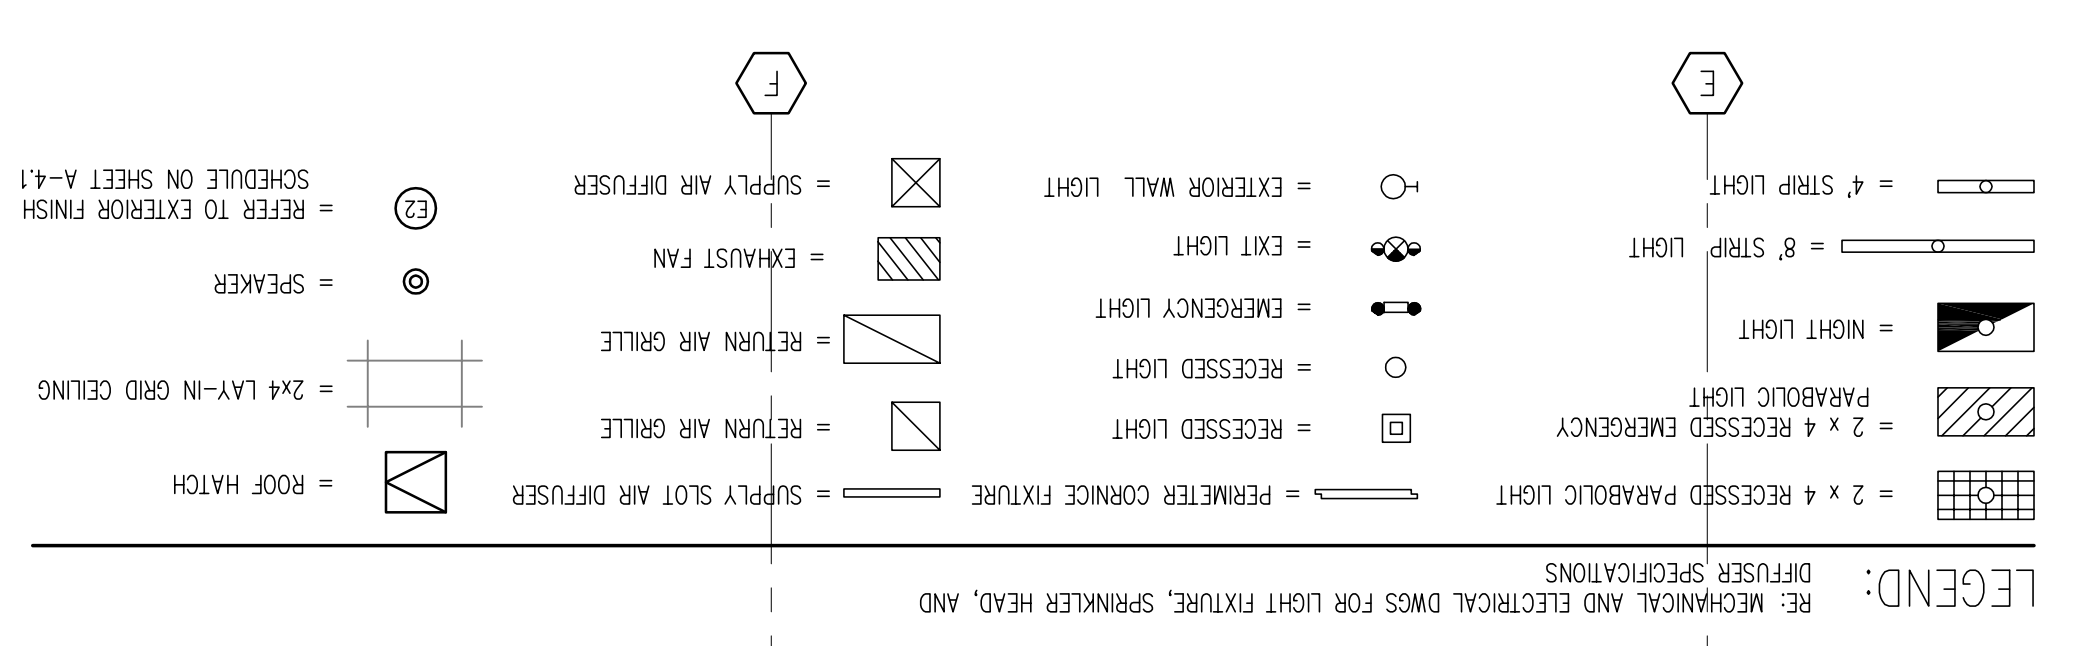 LEGEND:
RE: MECHANICAL AND ELECTRICAL DWGS FOR LIGHT FIXTURE, SPRINKLER HEAD, AND
DIFFUSER SPECIFICATIONS
= 2 x 4 RECESSED PARABOLIC LIGHT
= 2 x 4 RECESSED EMERGENCY
PARABOLIC LIGHT
= NIGHT LIGHT
= 8' STRIP LIGHT
= 4' STRIP LIGHT
= PERIMETER CORNICE FIXTURE
= RECESSED LIGHT
= RECESSED LIGHT
= EMERGENCY LIGHT
= EXIT LIGHT
= EXTERIOR WALL LIGHT
= SUPPLY SLOT AIR DIFFUSER
= RETURN AIR GRILLE
= RETURN AIR GRILLE
= EXHAUST FAN
= SUPPLY AIR DIFFUSER
= ROOF HATCH
= 2x4 LAY-IN GRID CEILING
= SPEAKER
E2
= REFER TO EXTERIOR FINISH
SCHEDULE ON SHEET A-4.1
E
F